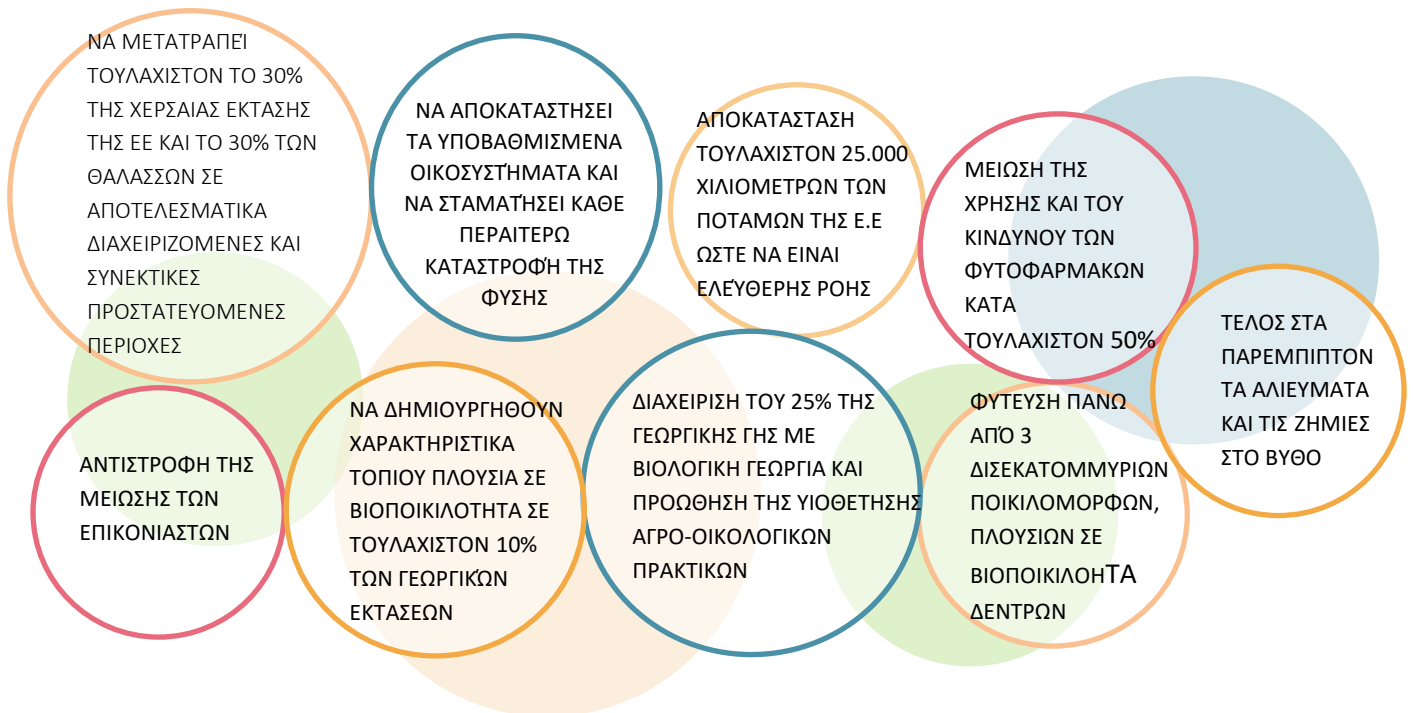 ΝΑ ΜΕΤΑΤΡΑΠΕΊ
ΤΟΥΛΑΧΙΣΤΟΝ ΤΟ 30%
ΤΗΣ ΧΕΡΣΑΙΑΣ ΕΚΤΑΣΗΣ
ΤΗΣ ΕΕ ΚΑΙ ΤΟ 30% ΤΩΝ
ΘΑΛΑΣΣΩΝ ΣΕ
ΑΠΟΤΕΛΕΣΜΑΤΙΚΑ
ΔΙΑΧΕΙΡΙΖΟΜΕΝΕΣ ΚΑΙ
ΣΥΝΕΚΤΙΚΕΣ
ΠΡΟΣΤΑΤΕΥΟΜΕΝΕΣ
ΠΕΡΙΟΧΕΣ
ΝΑ ΑΠΟΚΑΤΑΣΤΗΣΕΙ
ΤΑ ΥΠΟΒΑΘΜΙΣΜΕΝΑ
ΟΙΚΟΣΥΣΤΉΜΑΤΑ ΚΑΙ
ΝΑ ΣΤΑΜΑΤΉΣΕΙ ΚΑΘΕ
ΠΕΡΑΙΤΕΡΩ
ΚΑΤΑΣΤΡΟΦΉ ΤΗΣ
ΦΥΣΗΣ
ΑΠΟΚΑΤΑΣΤΑΣΗ
ΤΟΥΛΑΧΙΣΤΟΝ 25.000
ΧΙΛΙΟΜΕΤΡΩΝ ΤΩΝ
ΠΟΤΑΜΩΝ ΤΗΣ Ε.Ε
ΩΣΤΕ ΝΑ ΕΙΝΑΙ
ΕΛΕΎΘΕΡΗΣ ΡΟΗΣ
ΜΕΙΩΣΗ ΤΗΣ
ΧΡΗΣΗΣ ΚΑΙ ΤΟΥ
ΚΙΝΔΥΝΟΥ ΤΩΝ
ΦΥΤΟΦΑΡΜΑΚΩΝ
ΚΑΤΑ
ΤΟΥΛΑΧΙΣΤΟΝ 50%
ΤΕΛΟΣ ΣΤΑ
ΠΑΡΕΜΠΙΠΤΟΝ
ΤΑ ΑΛΙΕΥΜΑΤΑ
ΚΑΙ ΤΙΣ ΖΗΜΙΕΣ
ΣΤΟ ΒΥΘΟ
ΑΝΤΙΣΤΡΟΦΗ ΤΗΣ
ΜΕΙΩΣΗΣ ΤΩΝ
ΕΠΙΚΟΝΙΑΣΤΩΝ
ΝΑ ΔΗΜΙΟΥΡΓΗΘΟΥΝ
ΧΑΡΑΚΤΗΡΙΣΤΙΚΑ
ΤΟΠΙΟΥ ΠΛΟΥΣΙΑ ΣΕ
ΒΙΟΠΟΙΚΙΛΟΤΗΤΑ ΣΕ
ΤΟΥΛΑΧΙΣΤΟΝ 10%
ΤΩΝ ΓΕΩΡΓΙΚΏΝ
ΕΚΤΑΣΕΩΝ
ΔΙΑΧΕΙΡΙΣΗ ΤΟΥ 25% ΤΗΣ
ΓΕΩΡΓΙΚΗΣ ΓΗΣ ΜΕ
ΒΙΟΛΟΓΙΚΗ ΓΕΩΡΓΙΑ ΚΑΙ
ΠΡΟΩΘΗΣΗ ΤΗΣ ΥΙΟΘΕΤΗΣΗΣ
ΑΓΡΟ-ΟΙΚΟΛΟΓΙΚΩΝ
ΠΡΑΚΤΙΚΩΝ
ΦΥΤΕΥΣΗ ΠΑΝΩ
ΑΠΌ 3
ΔΙΣΕΚΑΤΟΜΜΥΡΙΩΝ
ΠΟΙΚΙΛΟΜΟΡΦΩΝ,
ΠΛΟΥΣΙΩΝ ΣΕ
ΒΙΟΠΟΙΚΙΛΟΗΤΑ
ΔΕΝΤΡΩΝ